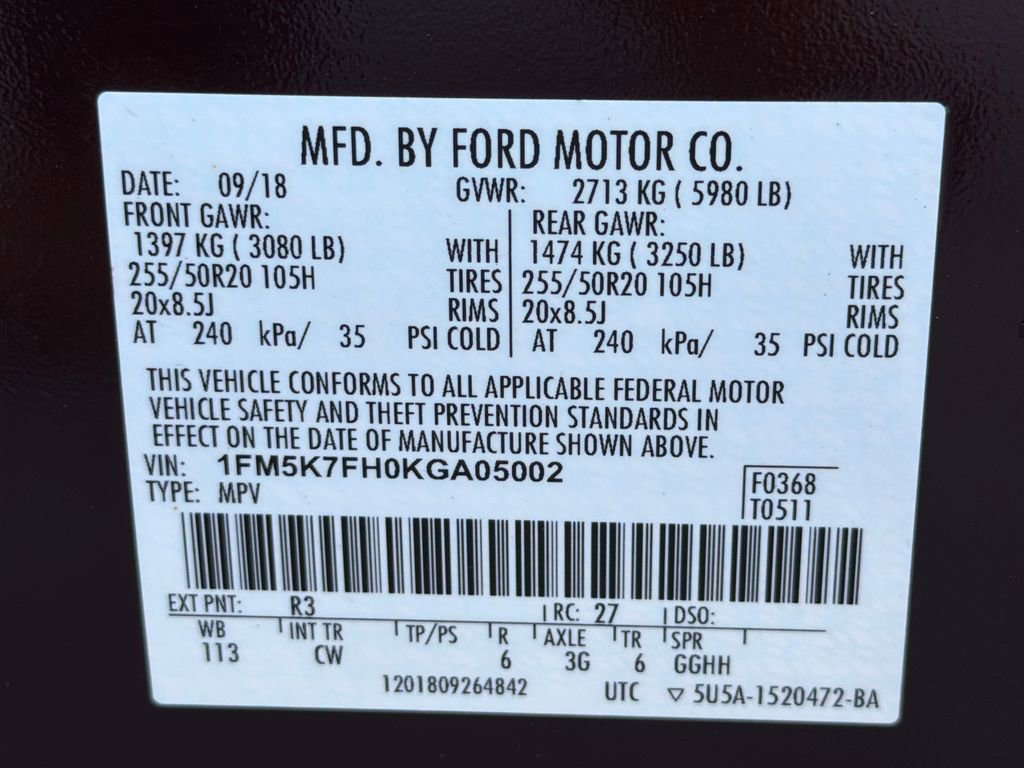 MFD. BY FORD MOTOR CO.
DATE: 09/18 GVWR: 2713 KG ( 5980 LB)
FRONT GAWR: REAR GAWR:
1397 KG ( 3080 LB) WITH 1474 KG ( 3250 LB) WITH
255/50R20 105H TIRES 255/50R20 105H TIRES
20x8.5J RIMS 20x8.5J RIMS
AT 240 kPa/ 35 PSI COLD AT 240 kPa/ 35 PSI COLD
THIS VEHICLE CONFORMS TO ALL APPLICABLE FEDERAL MOTOR
VEHICLE SAFETY AND THEFT PREVENTION STANDARDS IN
EFFECT ON THE DATE OF MANUFACTURE SHOWN ABOVE.
VIN: 1FM5K7FH0KGA05002
TYPE: MPV F0368
T0511
EXT PNT: R3 RC: 27 DSO:
WB INT TR TP/PS R AXLE TR SPR
113 CW 6 3G 6 GGHH
1201809264842 UTC ▽ 5U5A-1520472-BA